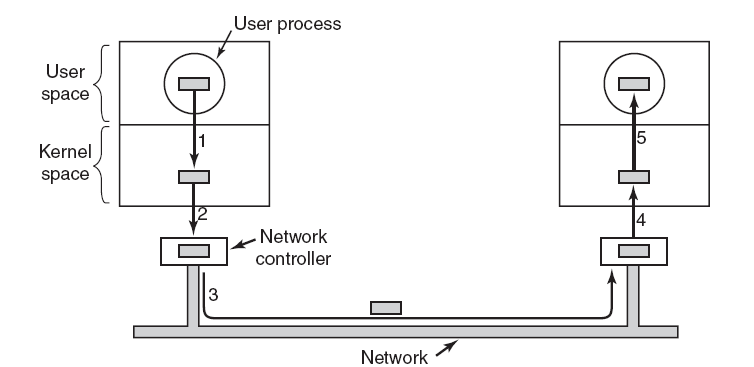 User process
User
space
1
5
Kernel
space
2
4
Network
controller
3
Network